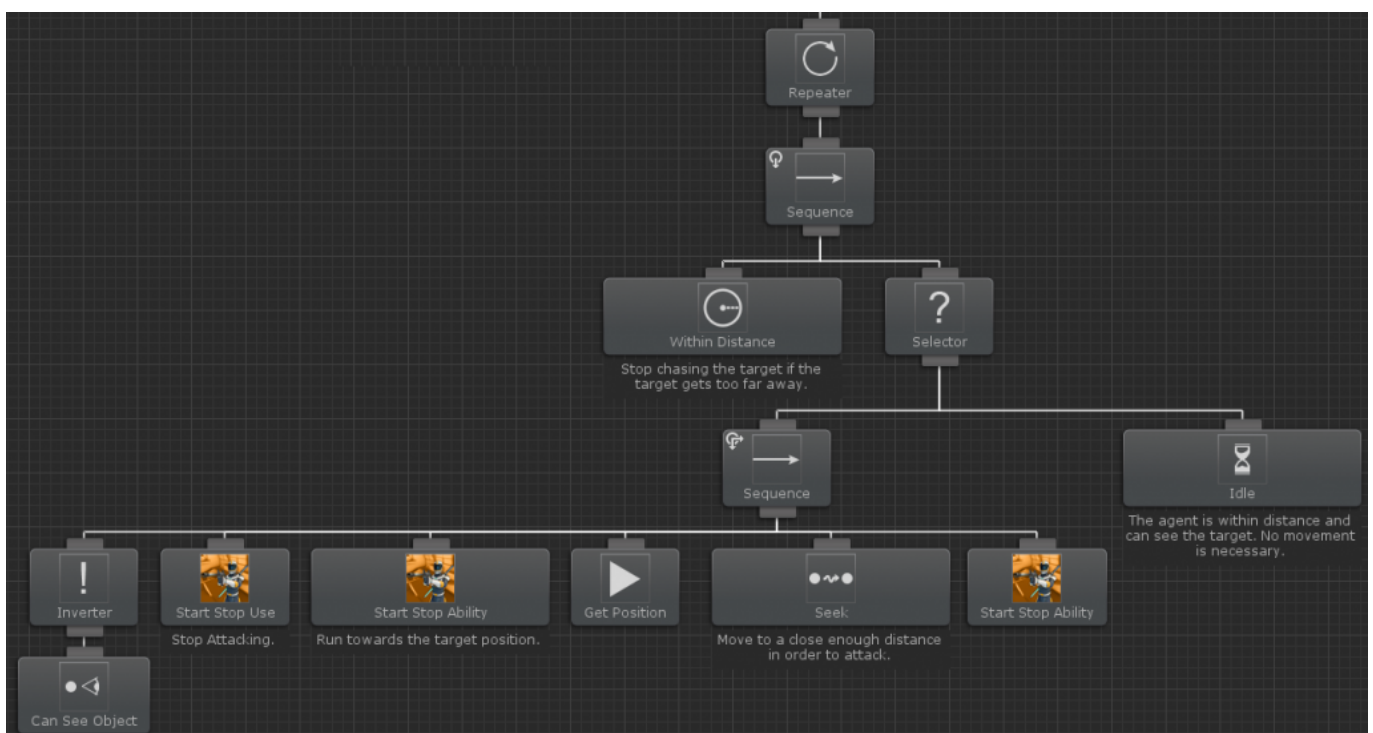 Repeater
Sequence
Within Distance
Selector
Stop chasing the target if the
target gets too far away.
Sequence
Idle
The agent is within distance and
can see the target. No movement
is necessary.
Inverter
Start Stop Use
Start Stop Ability
Get Position
Seek
Start Stop Ability
Stop Attacking.
Run towards the target position.
Move to a close enough distance
in order to attack.
Can See Object